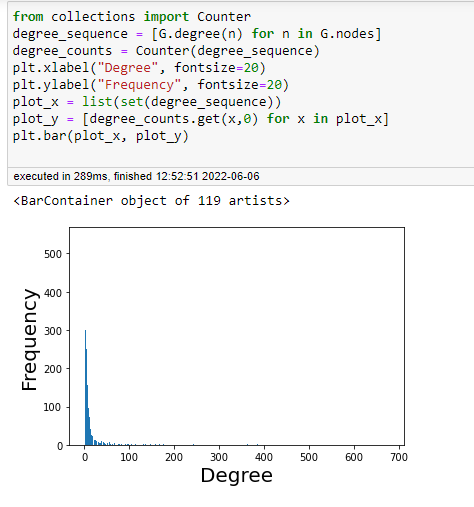 from collections import Counter
degree_sequence = [G.degree(n) for n in G.nodes]
degree_counts = Counter(degree_sequence)
plt.xlabel("Degree", fontsize=20)
plt.ylabel("Frequency", fontsize=20)
plot_x = list(set(degree_sequence))
plot_y = [degree_counts.get(x,0) for x in plot_x]
plt.bar(plot_x, plot_y)
executed in 289ms, finished 12:52:51 2022-06-06
<BarContainer object of 119 artists>
500
400
300
200
100
0
Frequency
0 100 200 300 400 500 600 700
Degree